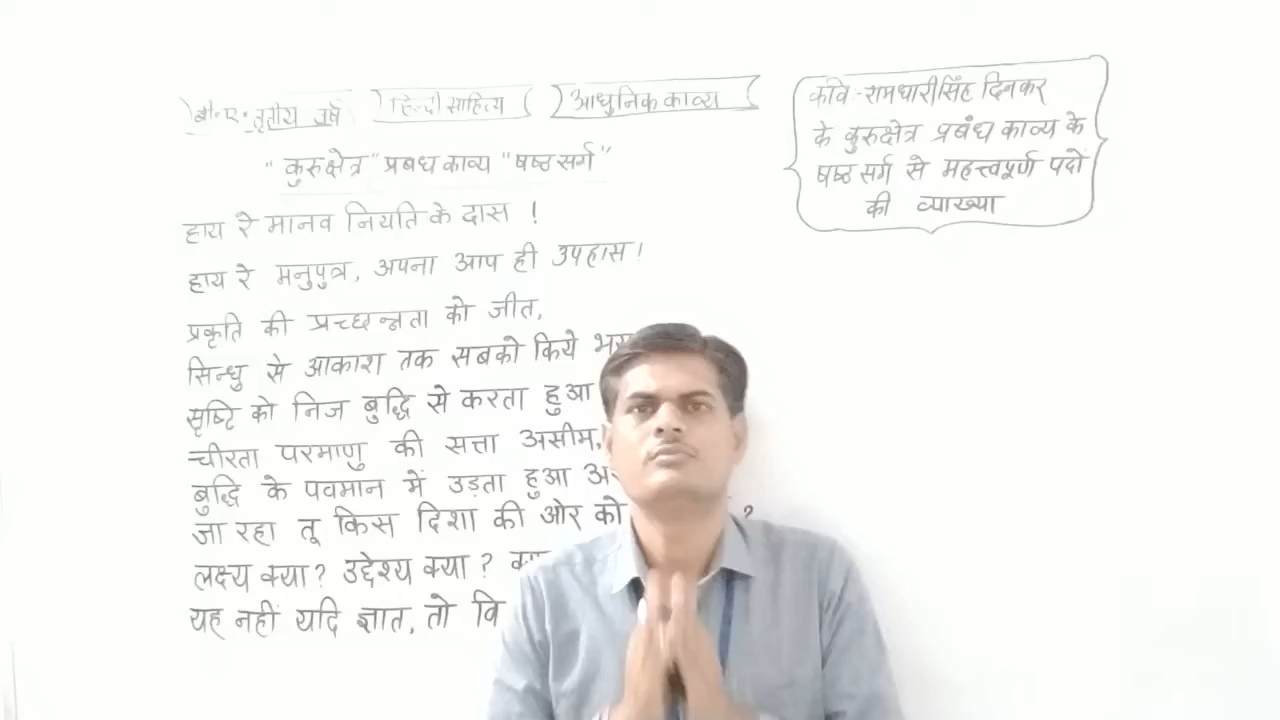 बी॰ए॰ तृतीय वर्ष
हिन्दी साहित्य
आधुनिक काव्य
"कुरुक्षेत्र" प्रबंध काव्य "षष्ठ सर्ग"
हाय रे मानव नियति के दास !
हाय रे मनुपुत्र, अपना आप ही उपहास।
प्रकृति की प्रच्छन्नता को जीत,
सिन्धु से आकाश तक सबको किये
सृष्टि को निज बुद्धि से करता हुआ
चीरता परमाणु की सत्ता असीम,
बुद्धि के पवमान में उड़ता हुआ
जा रहा तू किस दिशा की ओर को ?
लक्ष्य क्या? उद्देश्य क्या?
यह नहीं यदि ज्ञात, तो
कवि - रामधारीसिंह दिनकर
के कुरुक्षेत्र प्रबंध काव्य के
षष्ठ सर्ग से महत्त्वपूर्ण पदों
की व्याख्या